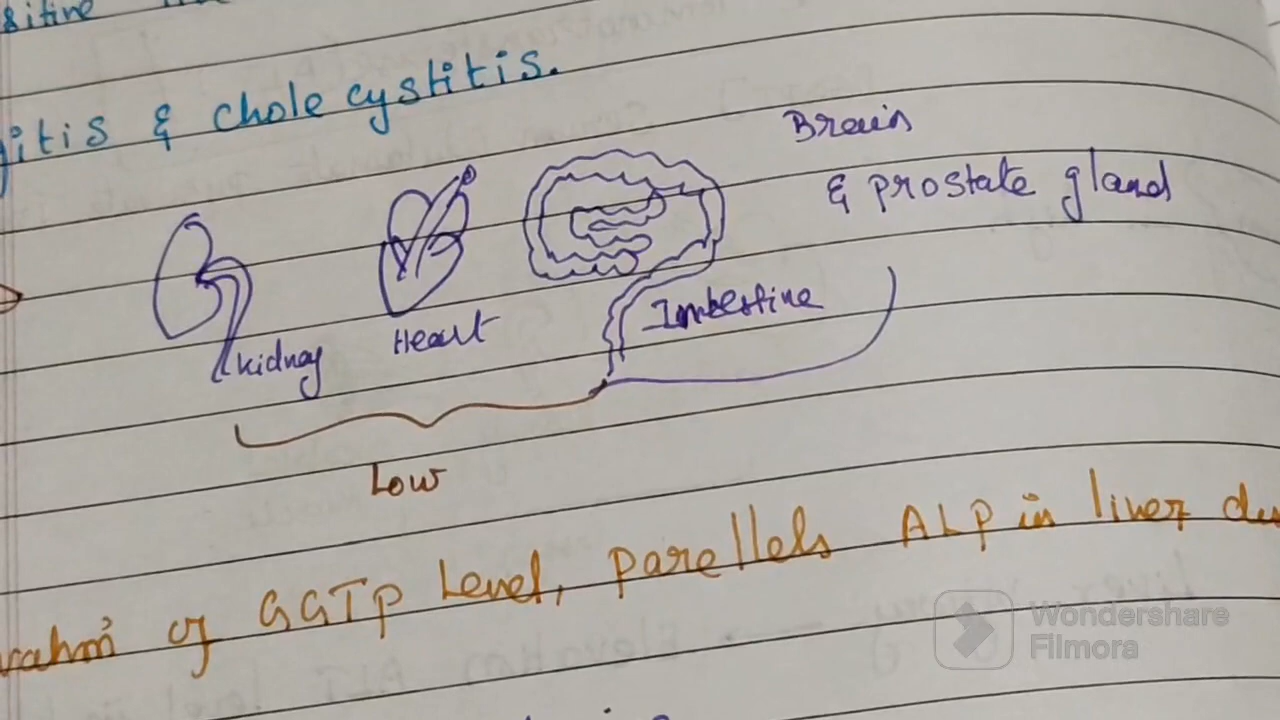 sitine
itis & chole cystitis.
Brain
& prostate gland
Intestine
Heart
kidney
Low
of GGTP Level, parellels ALP in liver
Wondershare
Filmora